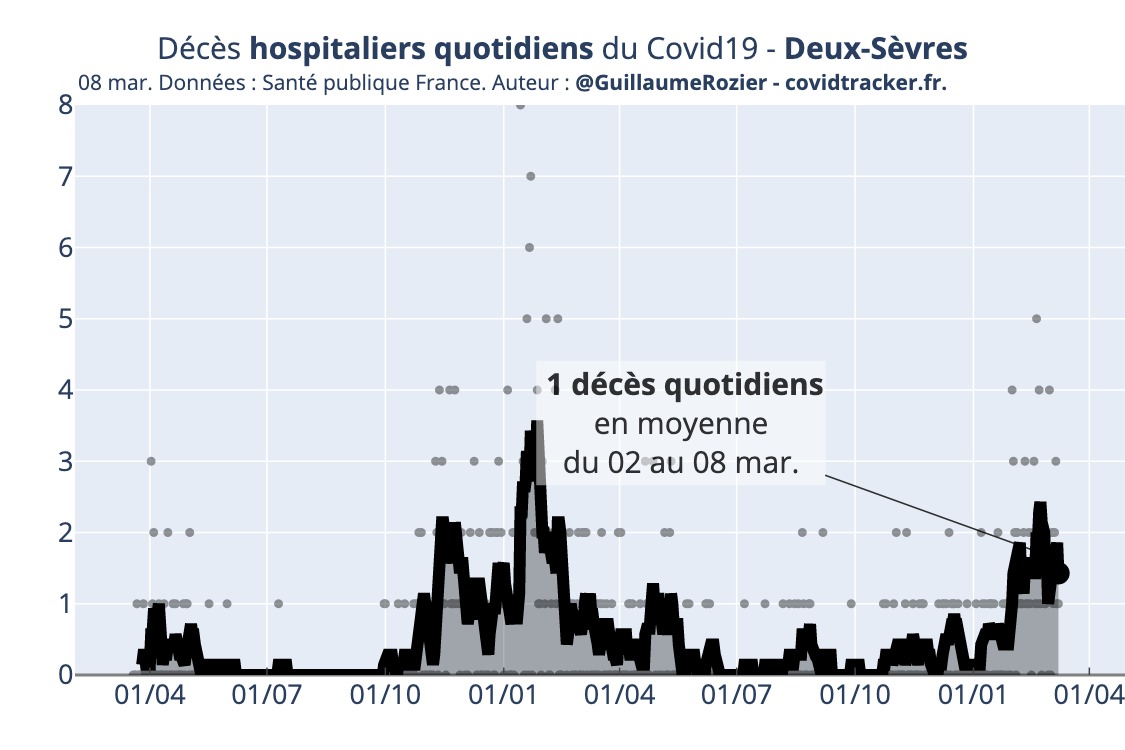 Décès hospitaliers quotidiens du Covid19 - Deux-Sèvres
08 mar. Données : Santé publique France. Auteur : @GuillaumeRozier - covidtracker.fr.
8
7
6
5
4
3
2
1
0
1 décès quotidiens
en moyenne
du 02 au 08 mar.
01/04 01/07 01/10 01/01 01/04 01/07 01/10 01/01 01/04